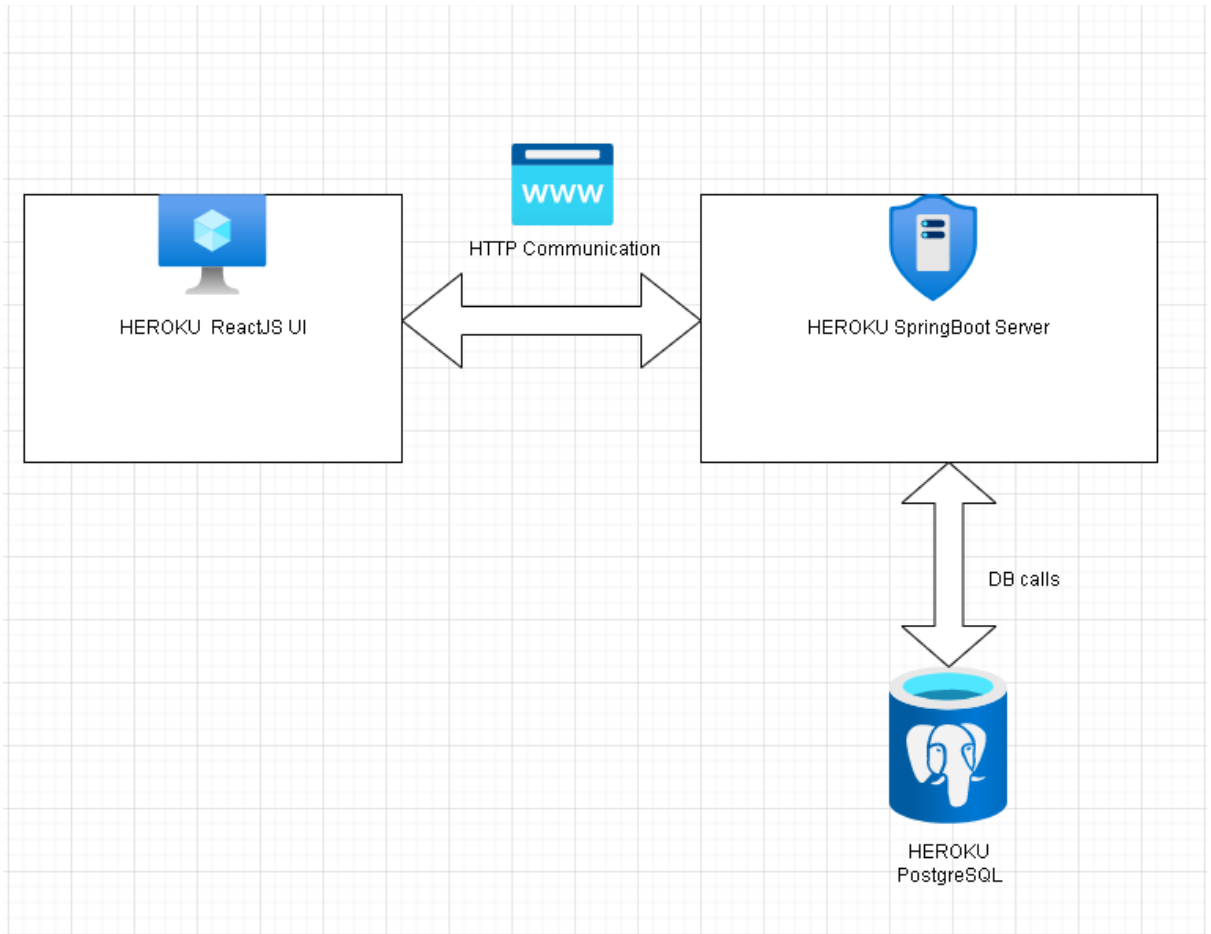 WWW
HTTP Communication
HEROKU  ReactJS UI
HEROKU SpringBoot Server
DB calls
HEROKU
PostgreSQL